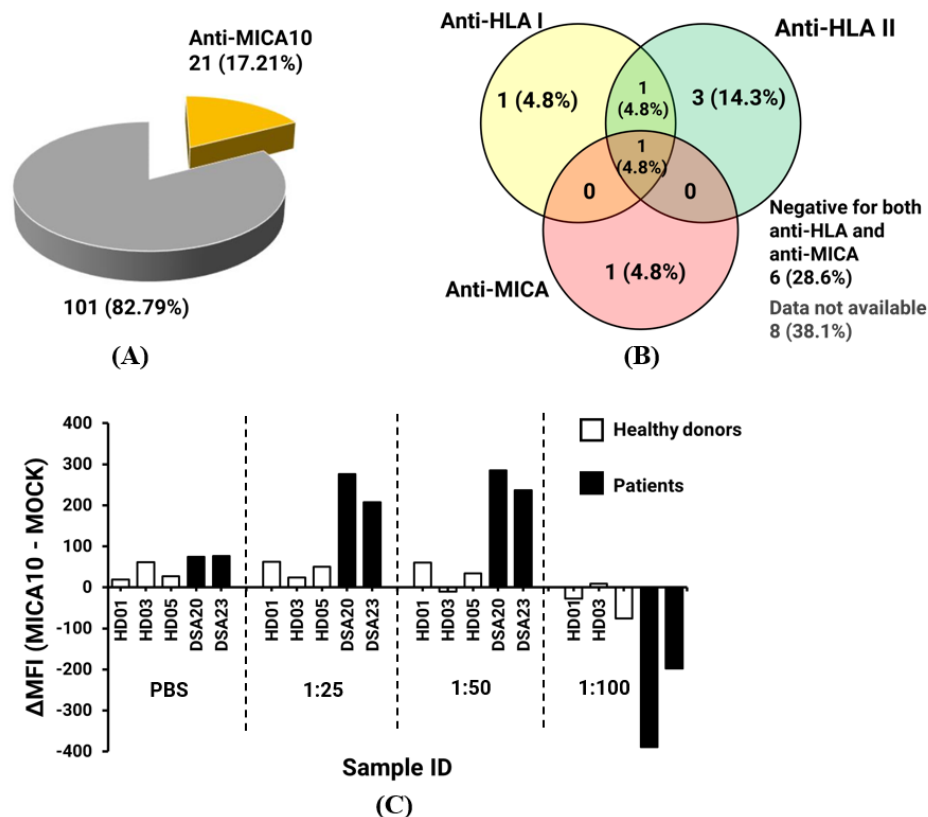 Anti-MICA10
21 (17.21%)
101 (82.79%)
(A)
Anti-HLA I
Anti-HLA II
1 (4.8%)
1
(4.8%)
3 (14.3%)
1
(4.8%)
0
0
Negative for both
anti-HLA and
anti-MICA
6 (28.6%)
Anti-MICA
1 (4.8%)
Data not available
8 (38.1%)
(B)
ΔMFI (MICA10 - MOCK)
400
300
200
100
0
-100
-200
-300
-400
Healthy donors
Patients
HD01
HD03
HD05
DSA20
DSA23
HD01
HD03
HD05
DSA20
DSA23
HD01
HD03
HD05
DSA20
DSA23
HD01
HD03
PBS
1:25
1:50
1:100
Sample ID
(C)